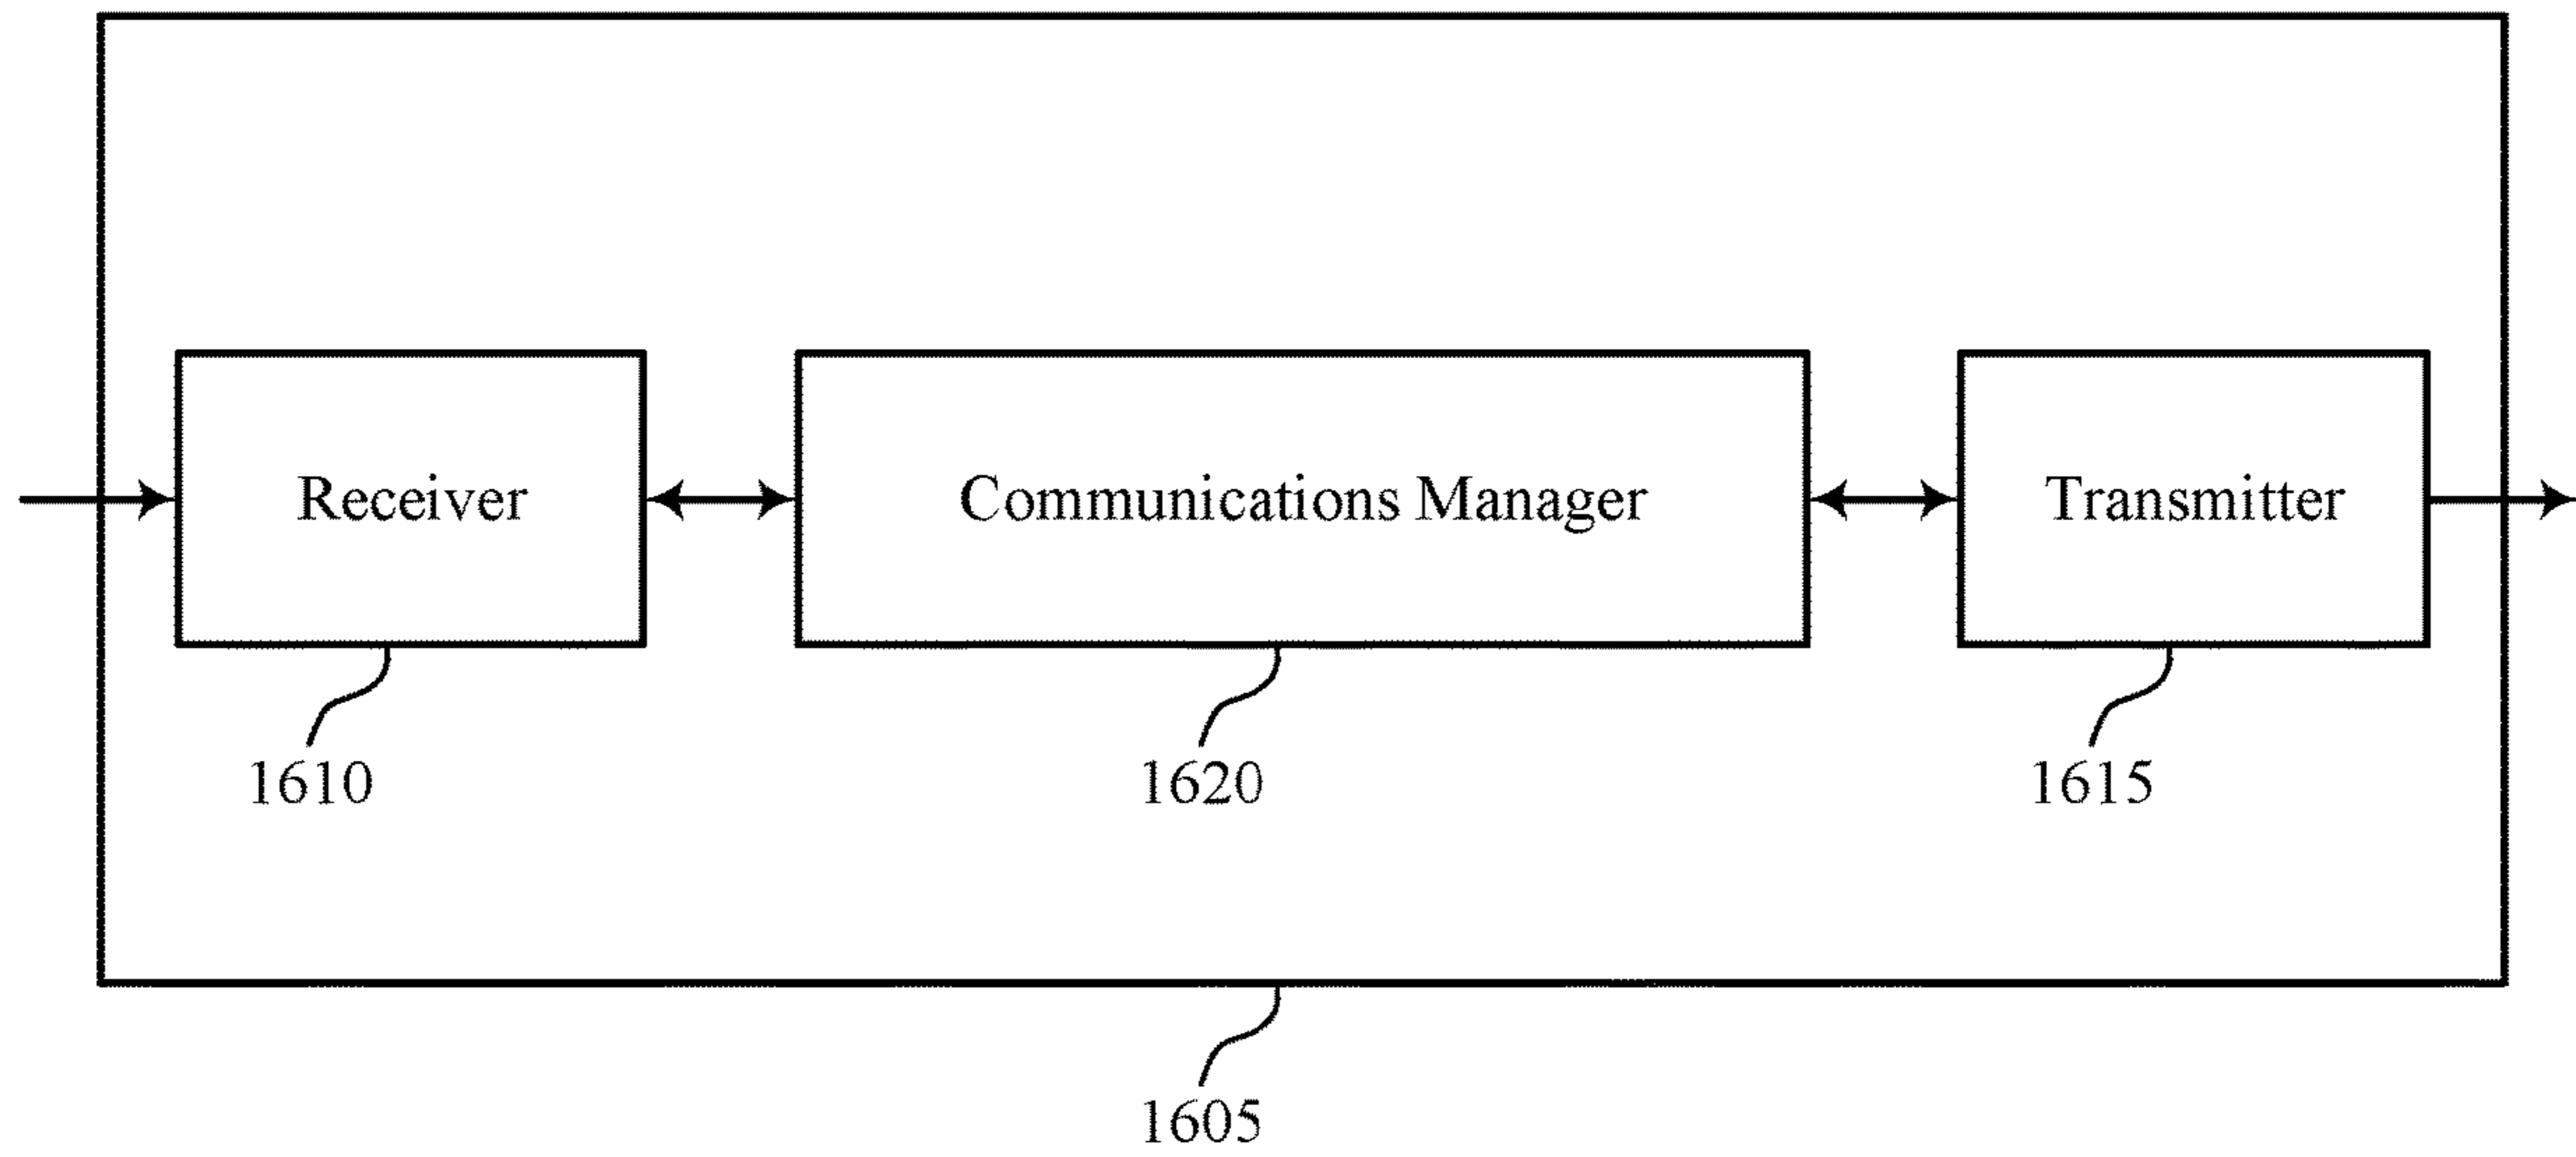 Receiver
Communications Manager
Transmitter
1610
1620
1615
1605